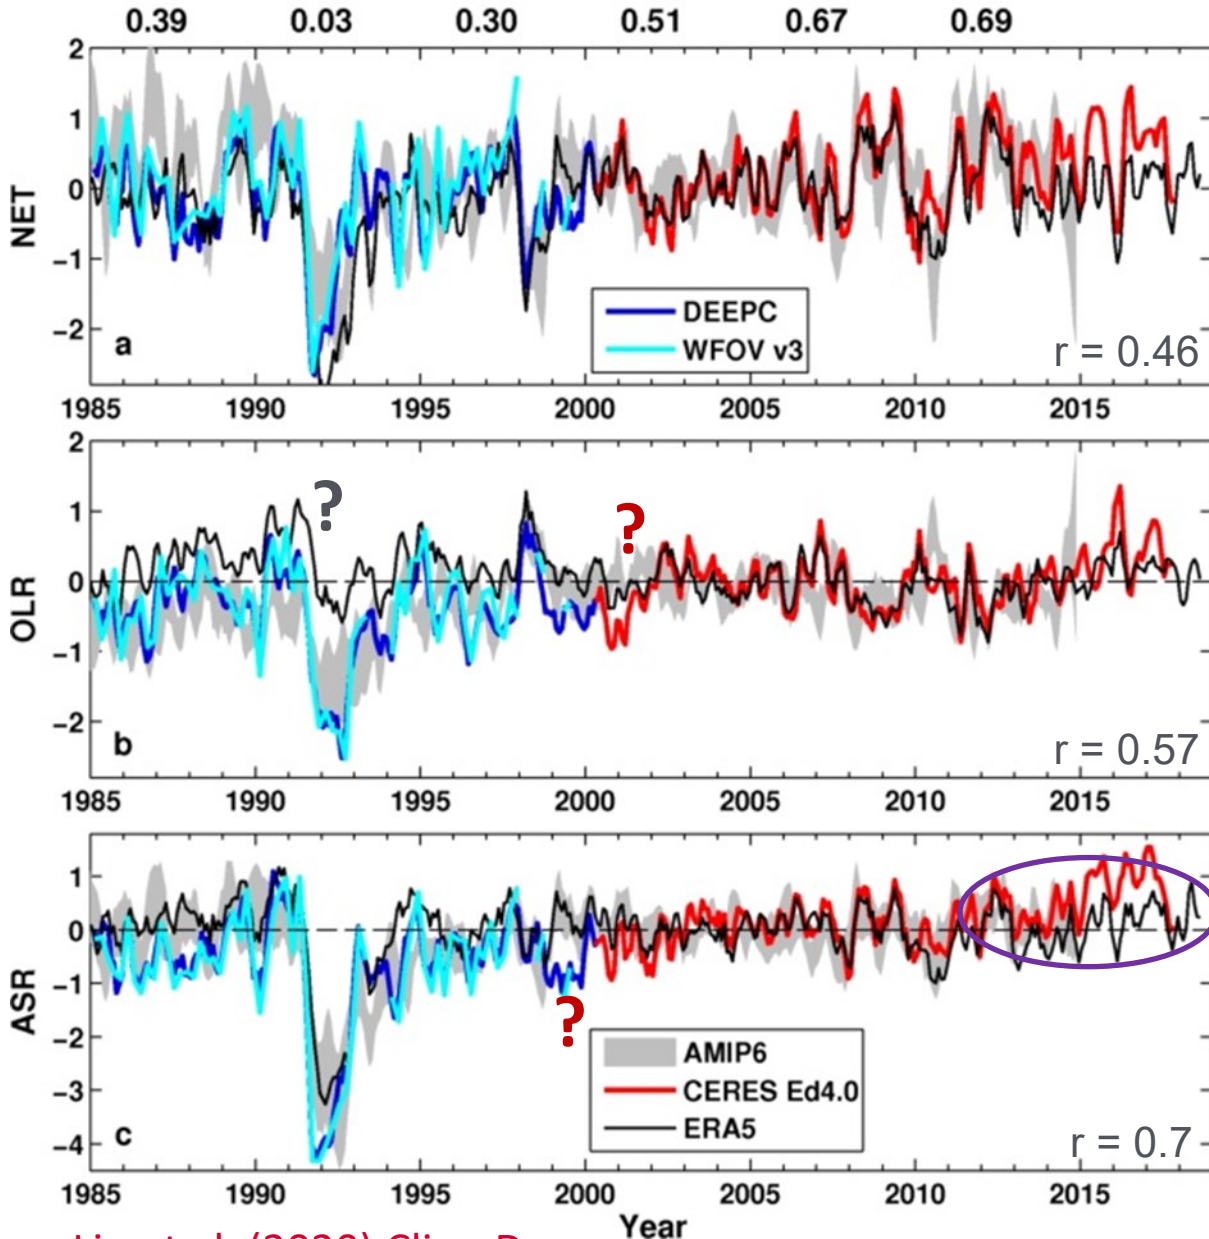 0.39 0.03 0.30 0.51 0.67 0.69
2
1
0
−1
−2
NET
a
DEEPC
WFOV v3
r = 0.46
1985 1990 1995 2000 2005 2010 2015
2
1
0
−1
−2
OLR
?
?
b
r = 0.57
1985 1990 1995 2000 2005 2010 2015
1
0
−1
−2
−3
−4
ASR
?
c
AMIP6
CERES Ed4.0
ERA5
r = 0.7
1985 1990 1995 2000 2005 2010 2015
Year
(2020)